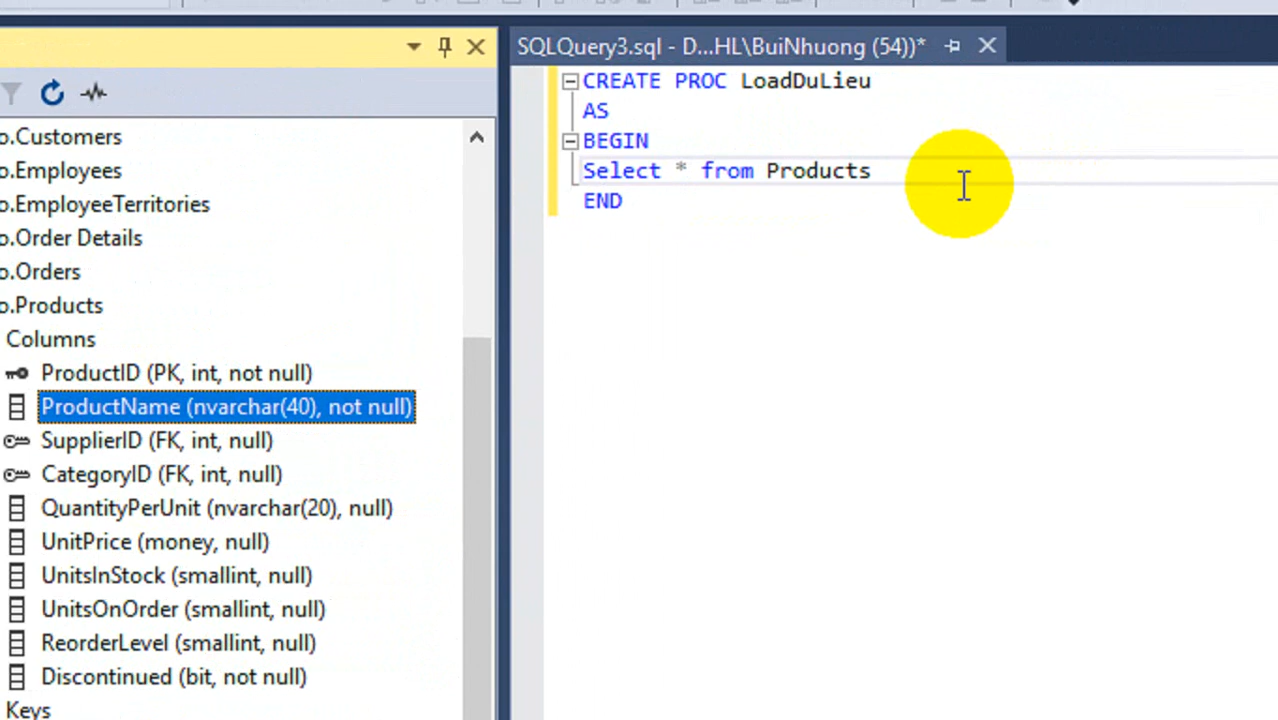 SQLQuery3.sql - D...HL\BuiNhuong (54))*
o.Customers
o.Employees
o.EmployeeTerritories
o.Order Details
o.Orders
o.Products
Columns
ProductID (PK, int, not null)
ProductName (nvarchar(40), not null)
SupplierID (FK, int, null)
CategoryID (FK, int, null)
QuantityPerUnit (nvarchar(20), null)
UnitPrice (money, null)
UnitsInStock (smallint, null)
UnitsOnOrder (smallint, null)
ReorderLevel (smallint, null)
Discontinued (bit, not null)
Keys
CREATE PROC LoadDuLieu
AS
BEGIN
Select * from Products
END